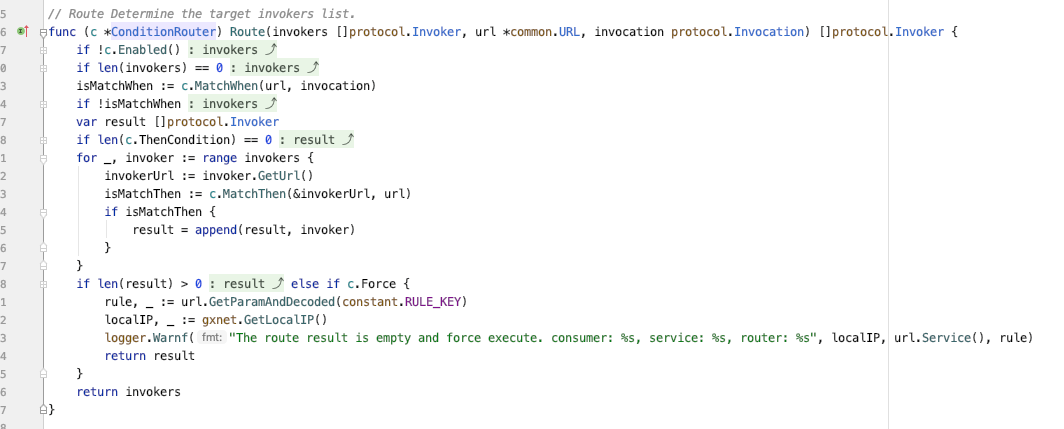 5 // Route Determine the target invokers list.
6 func (c *ConditionRouter) Route(invokers []protocol.Invoker, url *common.URL, invocation protocol.Invocation) []protocol.Invoker {
7 if !c.Enabled() : invokers ⤴
0 if len(invokers) == 0 : invokers ⤴
3 isMatchWhen := c.MatchWhen(url, invocation)
4 if !isMatchWhen : invokers ⤴
7 var result []protocol.Invoker
8 if len(c.ThenCondition) == 0 : result ⤴
1 for _, invoker := range invokers {
2 invokerUrl := invoker.GetUrl()
3 isMatchThen := c.MatchThen(&invokerUrl, url)
4 if isMatchThen {
5 result = append(result, invoker)
6 }
7 }
8 if len(result) > 0 : result ⤴ else if c.Force {
1 rule, _ := url.GetParamAndDecoded(constant.RULE_KEY)
2 localIP, _ := gxnet.GetLocalIP()
3 logger.Warnf( fmt: "The route result is empty and force execute. consumer: %s, service: %s, router: %s", localIP, url.Service(), rule)
4 return result
5 }
6 return invokers
7 }
8